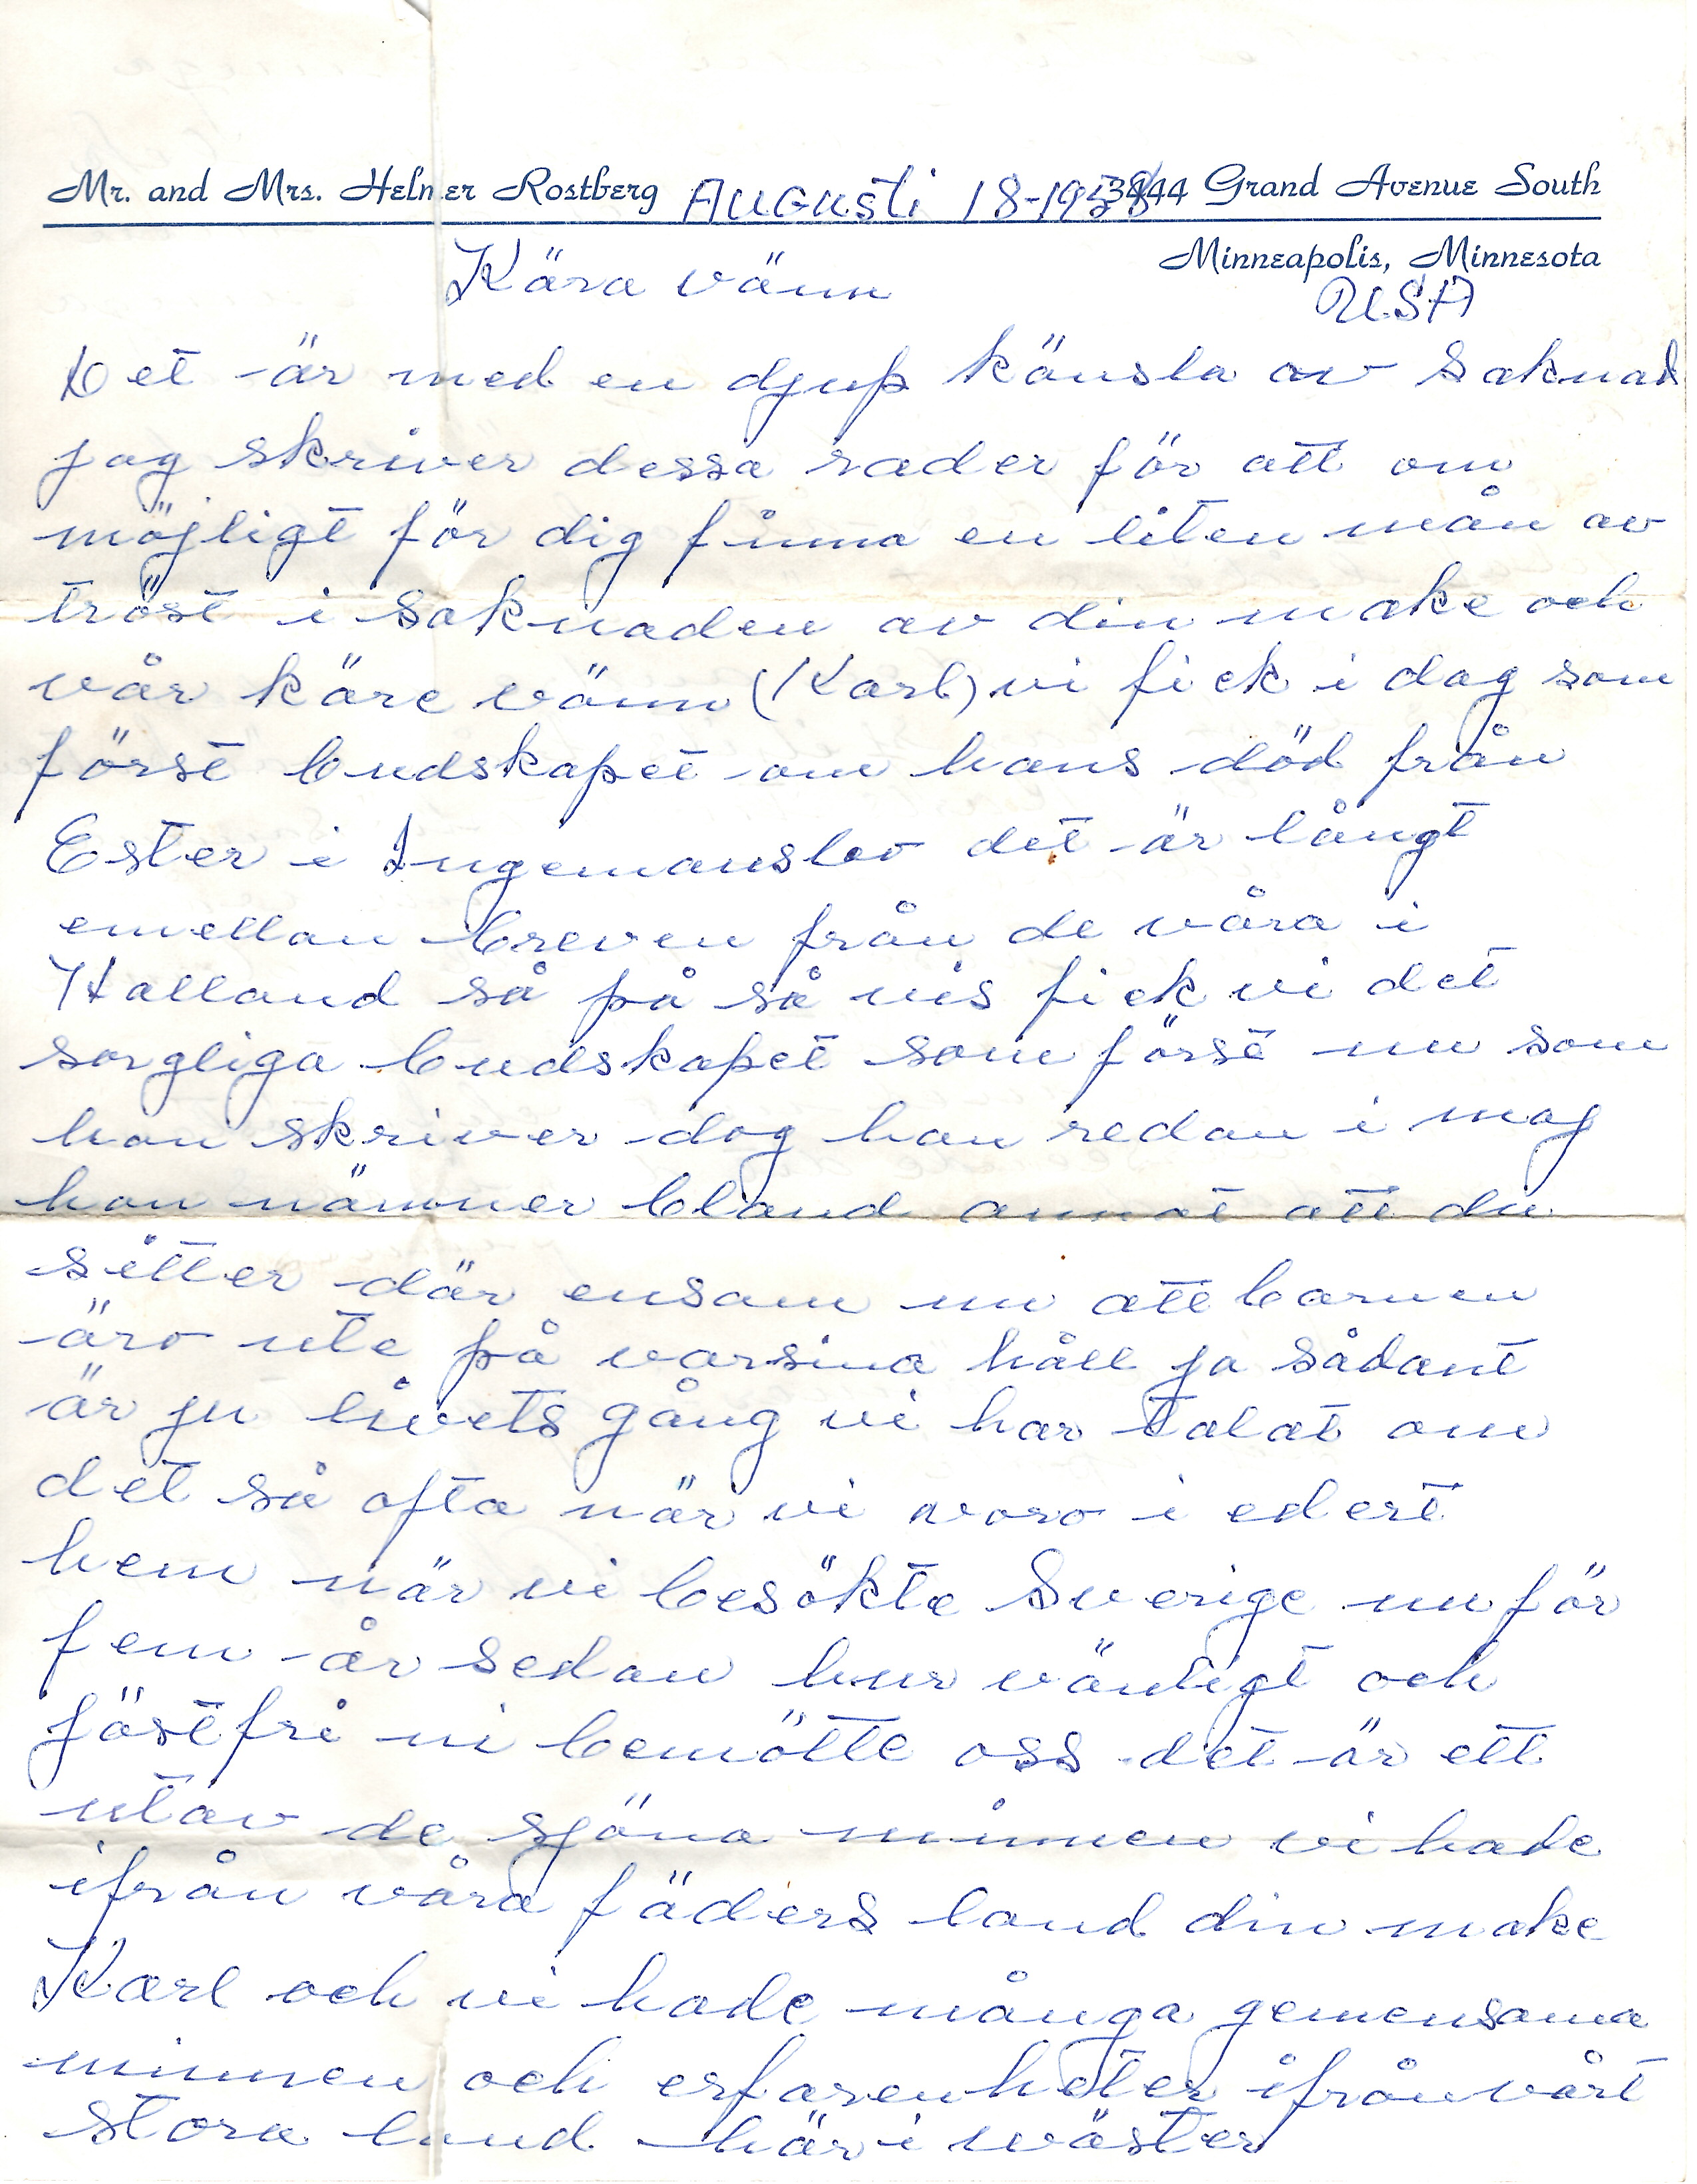 Mr. and Mrs. Helmer Rostberg Augusti 18-1958 3444 Grand Avenue South
Minneapolis, Minnesota
Kära vänn USA
Det är med en djup känsla av Saknad
jag skriver dessa rader för att om
möjligt för dig finna en liten mån av
tröst i saknaden av din make och
vår käre vänn (Karl) vi fick i dag som
först budskapet om hans död från
Ester i Ingemanslov det är långt
emellan breven från de våra i
Halland så på så vis fick vi det
sorgliga budskapet som först nu som
hon skriver dog han redan i maj
hon nämner bland annat att du
sitter där ensam nu att barnen
äro ute på varsina håll ja sådant
är ju livets gång vi har talat om
det så ofta när vi voro i edert
hem när vi besökte Sverige nu för
fem år sedan hur vänligt och
jästfri ni bemötte oss det är ett
utav de sjöna minnen vi hade
ifrån våra fäders land din make
Karl och vi hade många gemensama
minnen och erfarenheter ifrån vårt
stora land här i väster